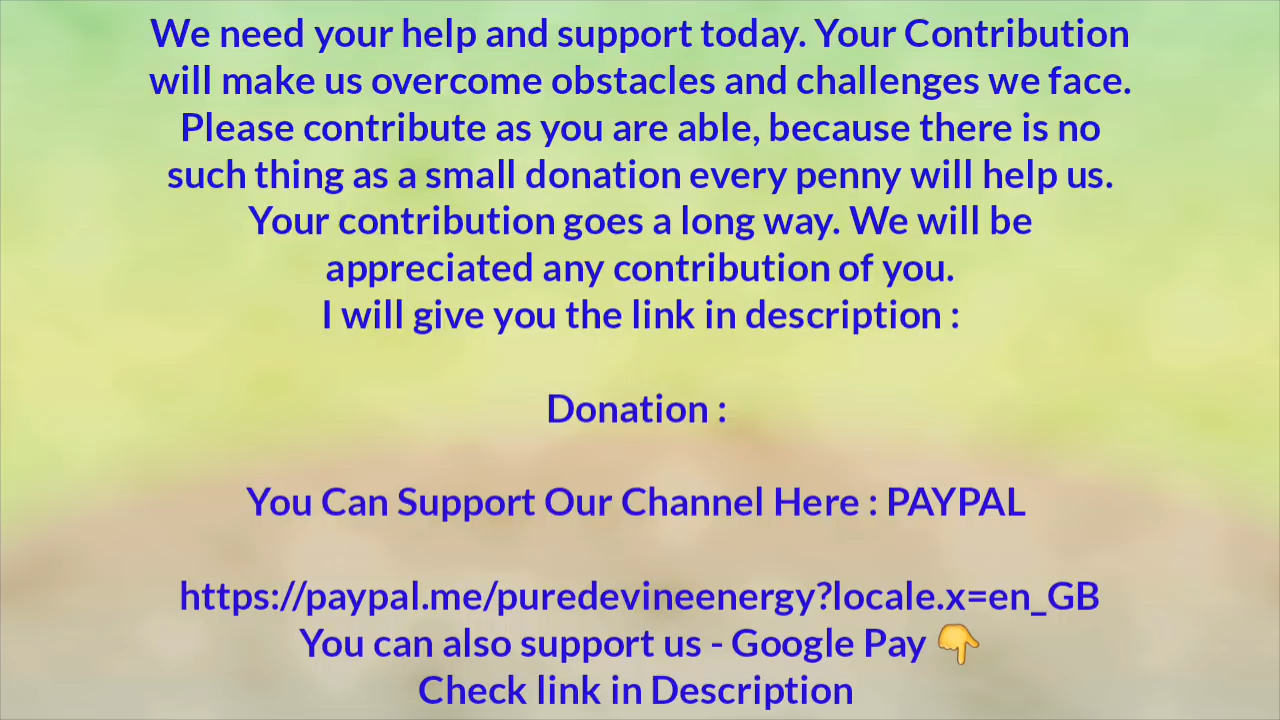 We need your help and support today. Your Contribution
will make us overcome obstacles and challenges we face.
Please contribute as you are able, because there is no
such thing as a small donation every penny will help us.
Your contribution goes a long way. We will be
appreciated any contribution of you.
I will give you the link in description :
Donation :
You Can Support Our Channel Here : PAYPAL
https://paypal.me/puredevineenergy?locale.x=en_GB
You can also support us - Google Pay 👇
Check link in Description